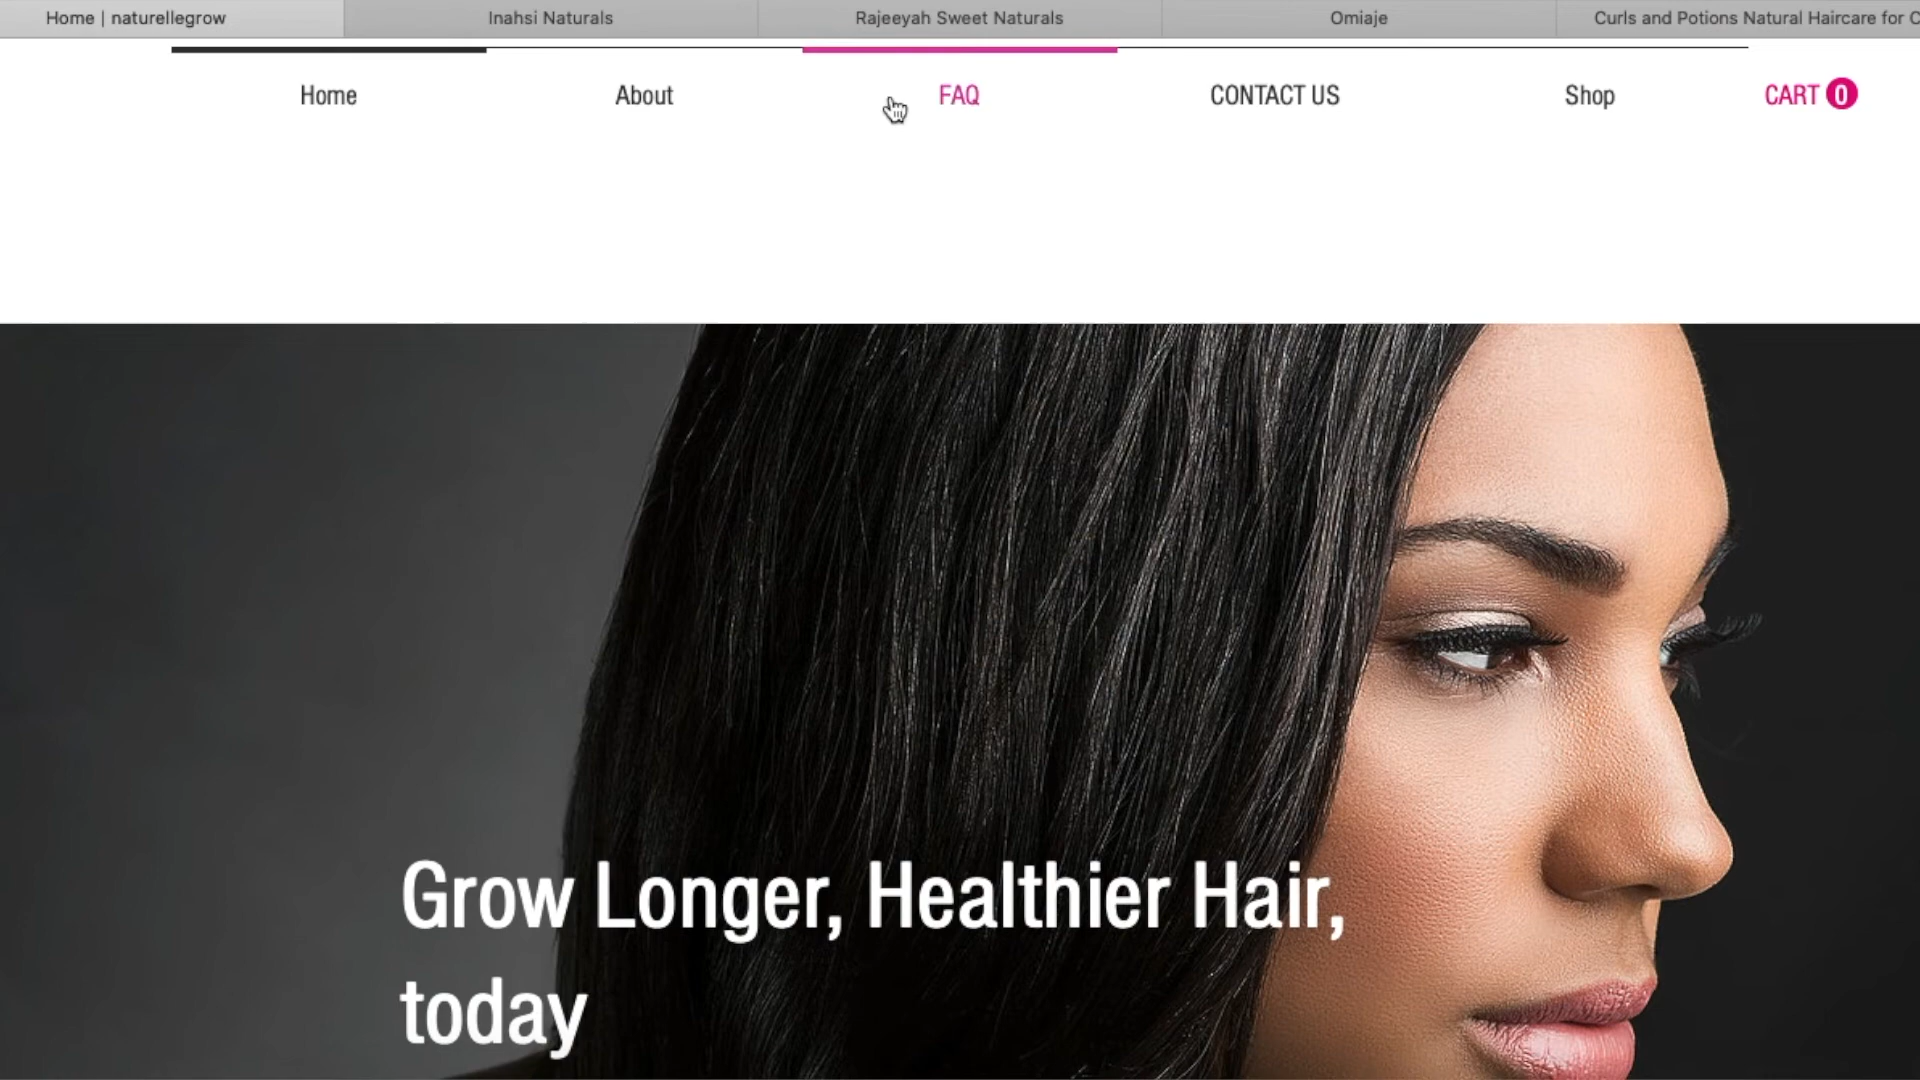 Home | naturellegrow
Inahsi Naturals
Rajeeyah Sweet Naturals
Omiaje
Curls and Potions Natural Haircare for C
Home
About
FAQ
CONTACT US
Shop
CART 0
Grow Longer, Healthier Hair,
today